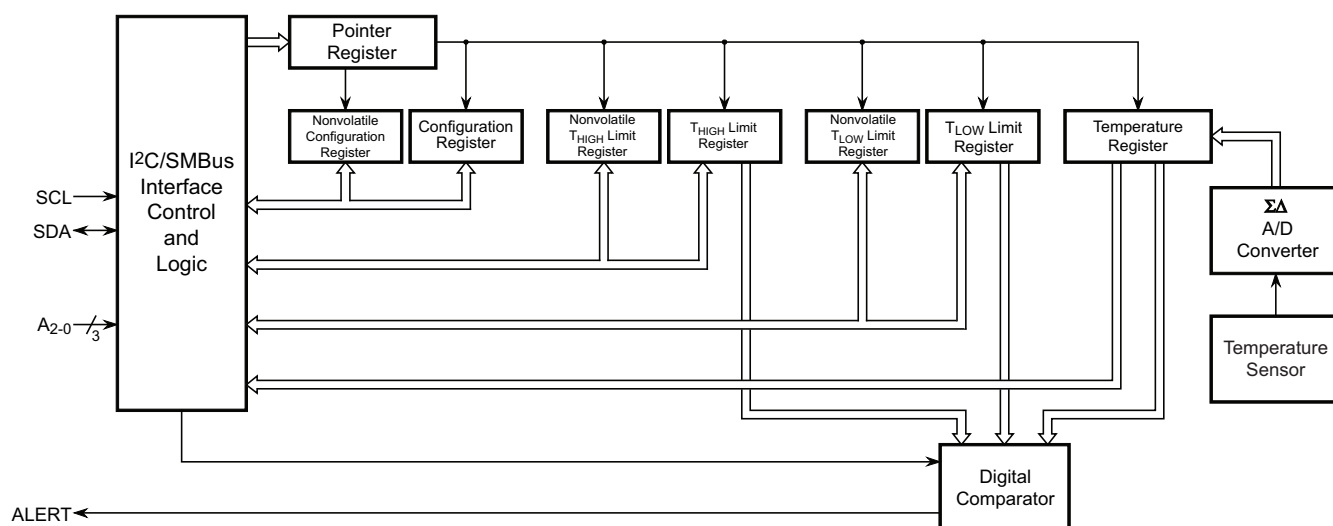 Pointer
Register
Nonvolatile
Configuration
Register
Configuration
Register
Nonvolatile
THIGH Limit
Register
THIGH Limit
Register
Nonvolatile
TLOW Limit
Register
TLOW Limit
Register
Temperature
Register
I2C/SMBus
Interface
Control
and
Logic
SCL
SDA
A2-0
3
ΣΔ
A/D
Converter
Temperature
Sensor
Digital
Comparator
ALERT